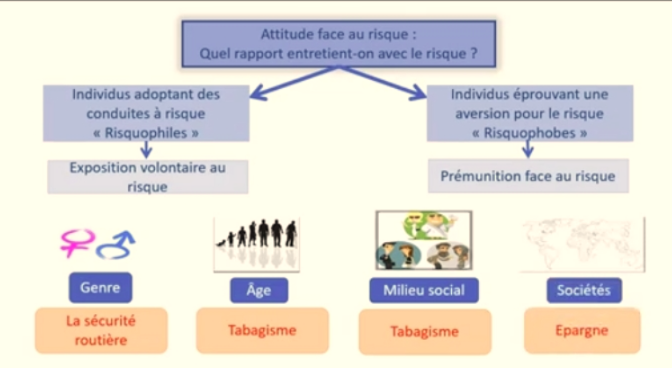 Attitude face au risque :
Quel rapport entretient-on avec le risque ?
Individus adoptant des
conduites à risque
« Risquophiles »
Individus éprouvant une
aversion pour le risque
« Risquophobes »
Exposition volontaire au
risque
Prémunition face au risque
Genre
Âge
Milieu social
Sociétés
La sécurité
routière
Tabagisme
Tabagisme
Epargne